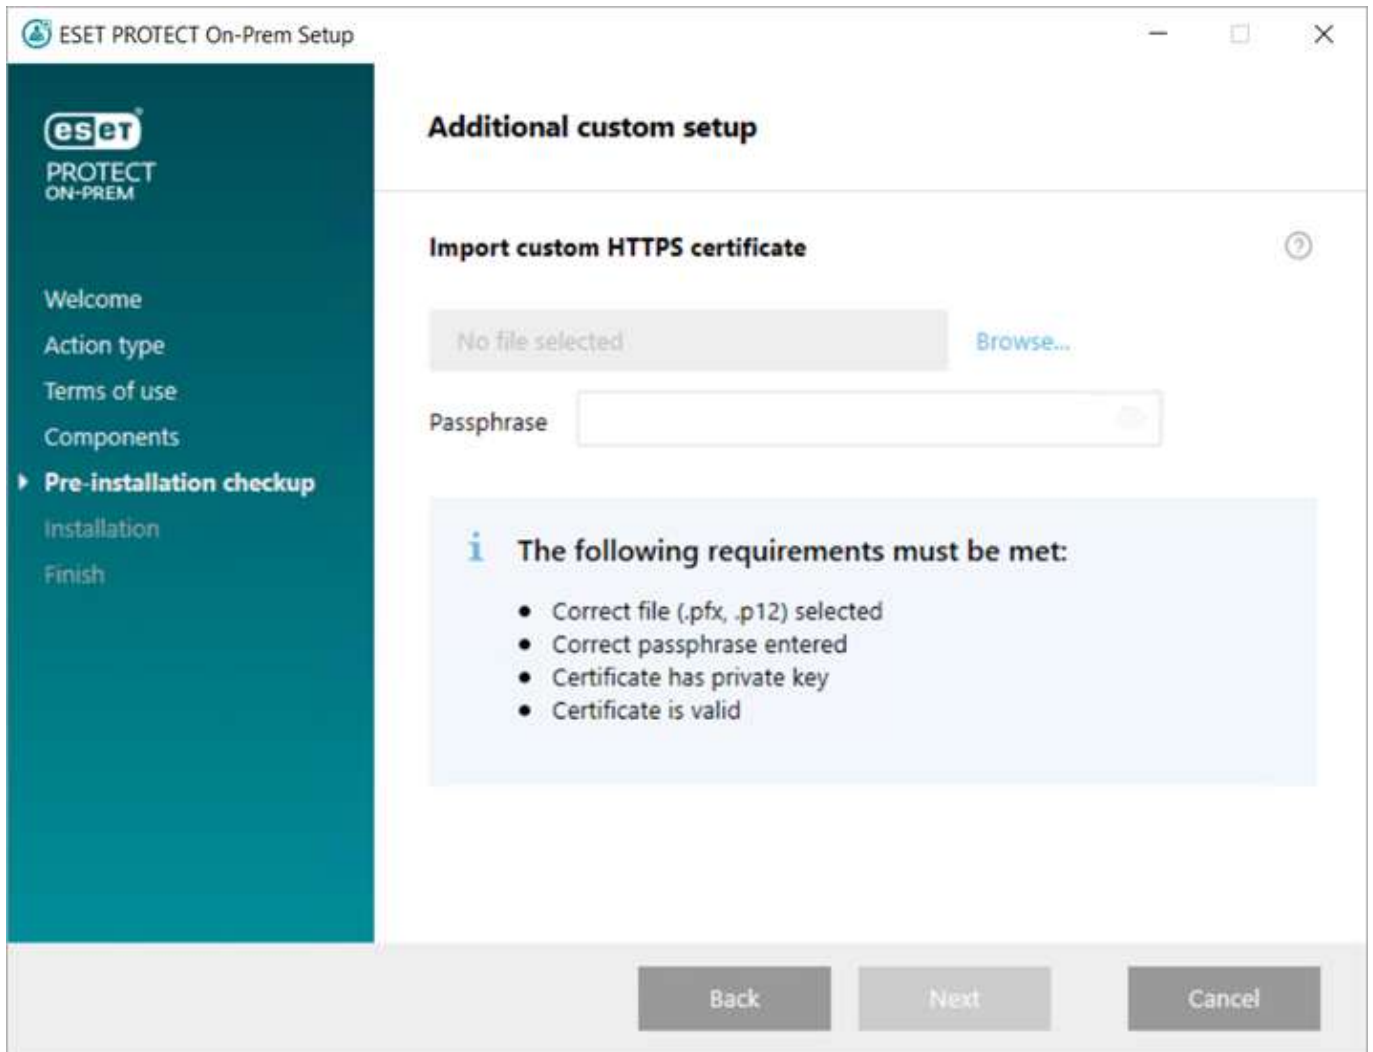 ESET PROTECT On-Prem Setup
eset
PROTECT
ON-PREM
Welcome
Action type
Terms of use
Components
Pre-installation checkup
Installation
Finish
Additional custom setup
Import custom HTTPS certificate
No file selected
Browse...
Passphrase
The following requirements must be met:
Correct file (.pfx, .p12) selected
Correct passphrase entered
Certificate has private key
Certificate is valid
Back
Next
Cancel